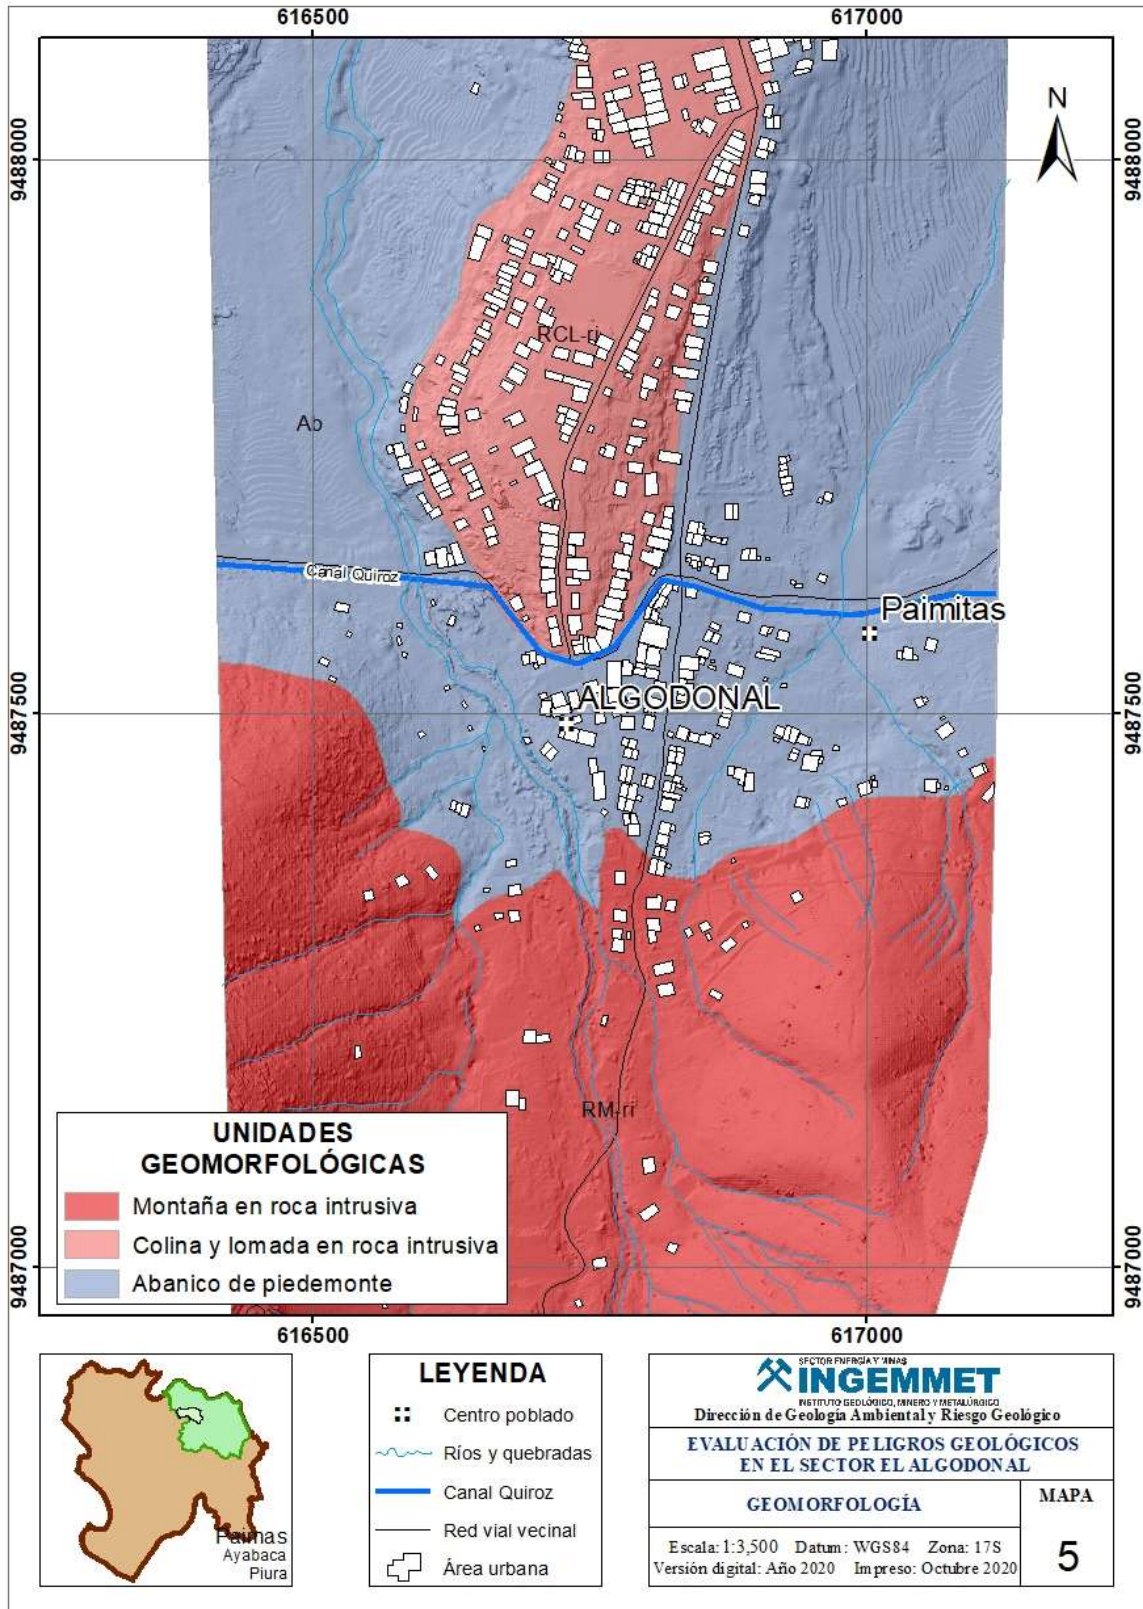 616500
617000
N
9488000
9488000
RCL-ri
Ab
Canal Quiroz
Paimitas
ALGODONAL
9487500
9487500
RM-ri
UNIDADES
GEOMORFOLÓGICAS
Montaña en roca intrusiva
Colina y lomada en roca intrusiva
Abanico de piedemonte
9487000
9487000
616500
617000
Paimas
Ayabaca
Piura
LEYENDA
Centro poblado
Ríos y quebradas
Canal Quiroz
Red vial vecinal
Área urbana
SECTOR ENERGÍA Y MINAS
INGEMMET
INSTITUTO GEOLÓGICO, MINERO Y METALÚRGICO
Dirección de Geología Ambiental y Riesgo Geológico
EVALUACIÓN DE PELIGROS GEOLÓGICOS
EN EL SECTOR EL ALGODONAL
GEOMORFOLOGÍA
MAPA
5
Escala: 1:3,500 Datum: WGS84 Zona: 17S
Versión digital: Año 2020 Impreso: Octubre 2020